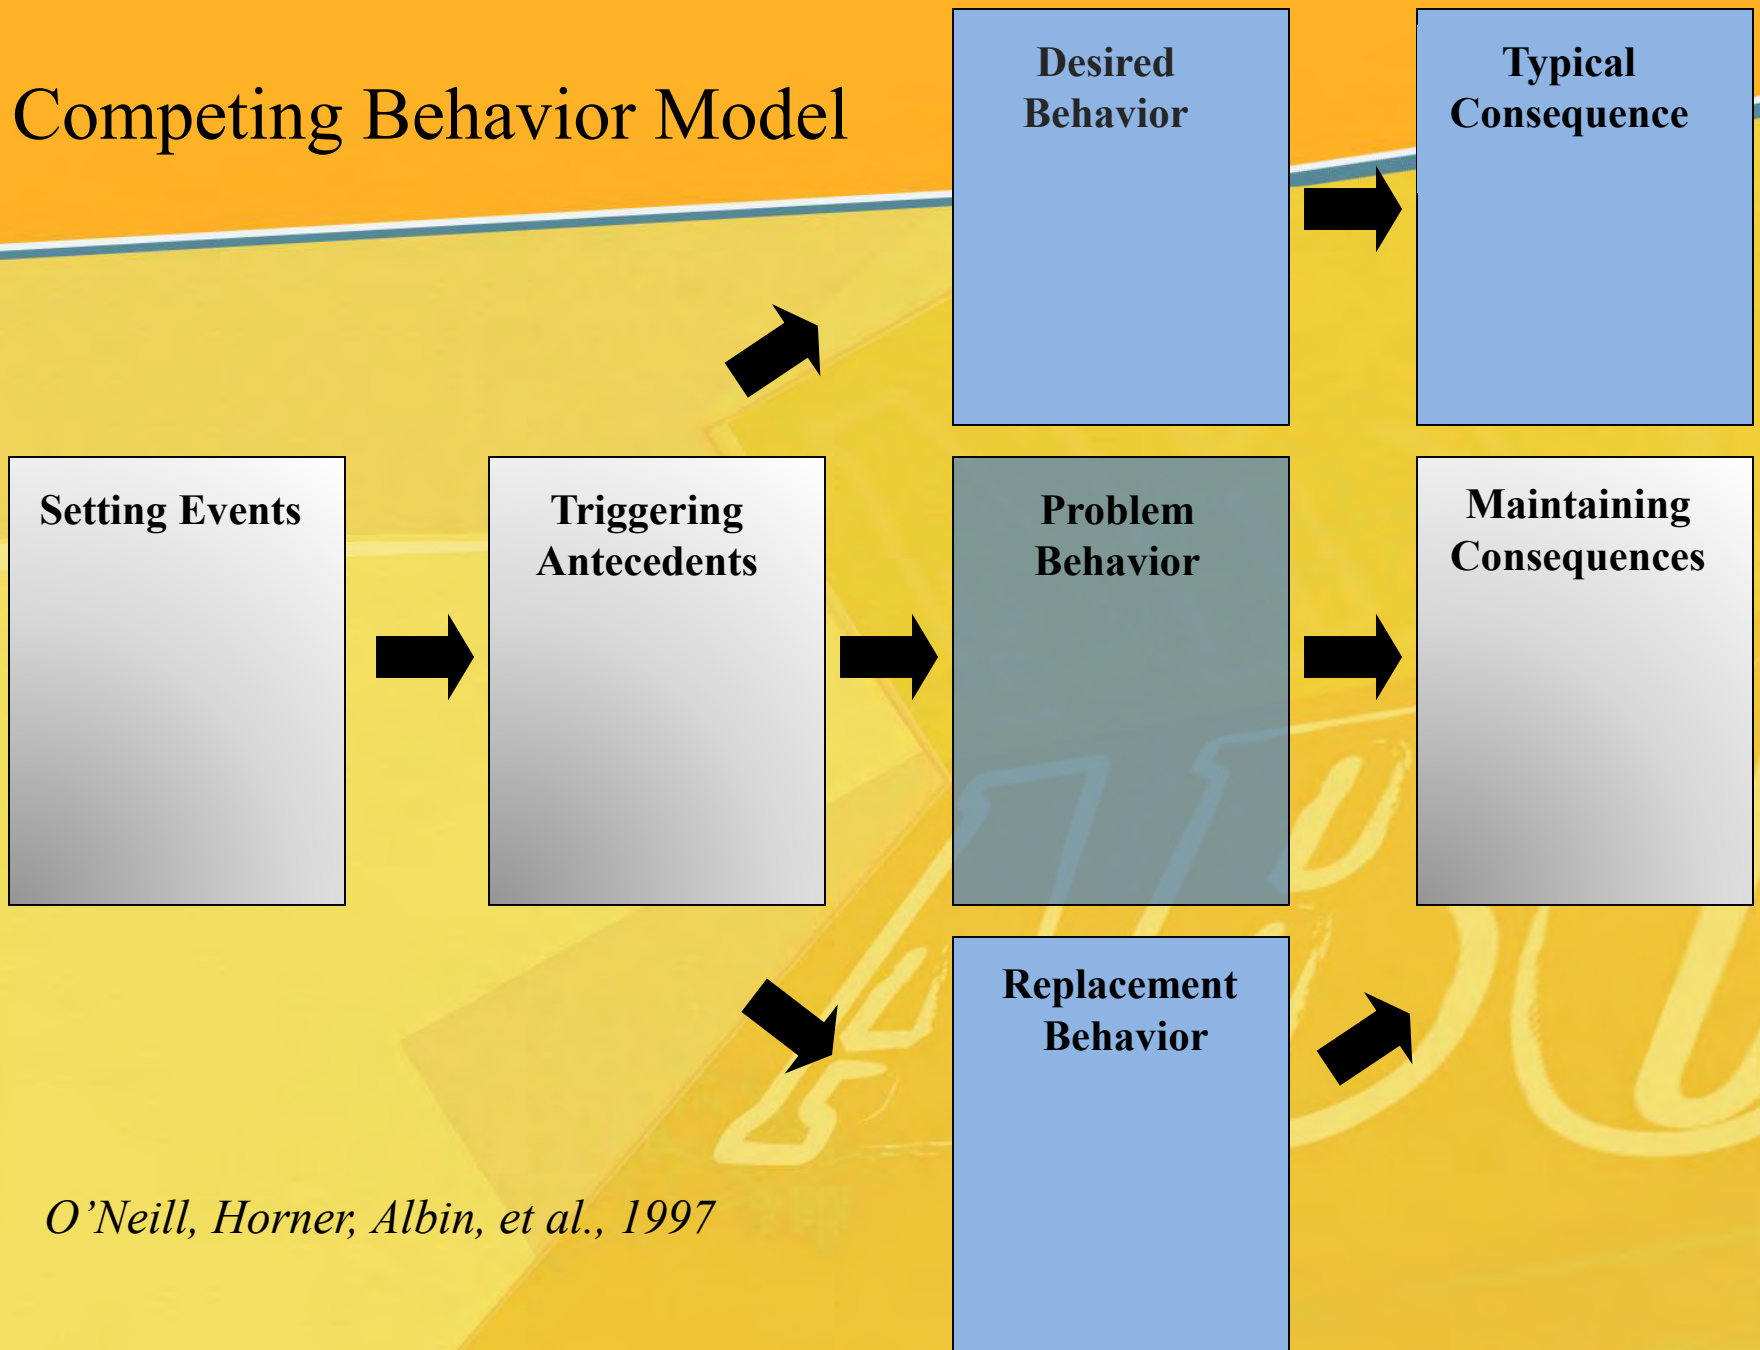 Competing Behavior Model
Desired
Behavior
Typical
Consequence
Setting Events
Triggering
Antecedents
Problem
Behavior
Maintaining
Consequences
Replacement
Behavior
O’Neill, Horner, Albin, et al., 1997